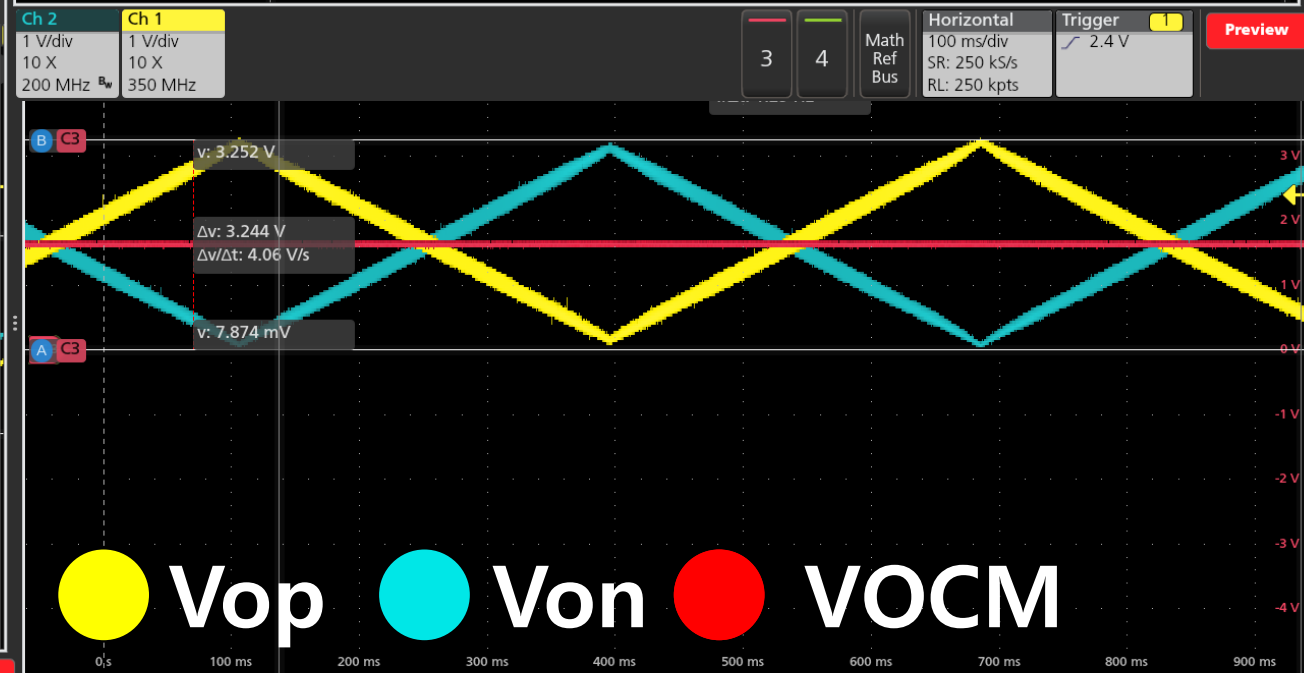 Ch 2
1 V/div
10 X
200 MHz BW
Ch 1
1 V/div
10 X
350 MHz
3
4
Math
Ref
Bus
Horizontal
100 ms/div
SR: 250 kS/s
RL: 250 kpts
Trigger
1
2.4 V
Preview
B
C3
v: 3.252 V
Δv: 3.244 V
Δv/Δt: 4.06 V/s
v: 7.874 mV
A
C3
3 V
2 V
1 V
0 V
-1 V
-2 V
-3 V
-4 V
Vop
Von
VOCM
0 s
100 ms
200 ms
300 ms
400 ms
500 ms
600 ms
700 ms
800 ms
900 ms